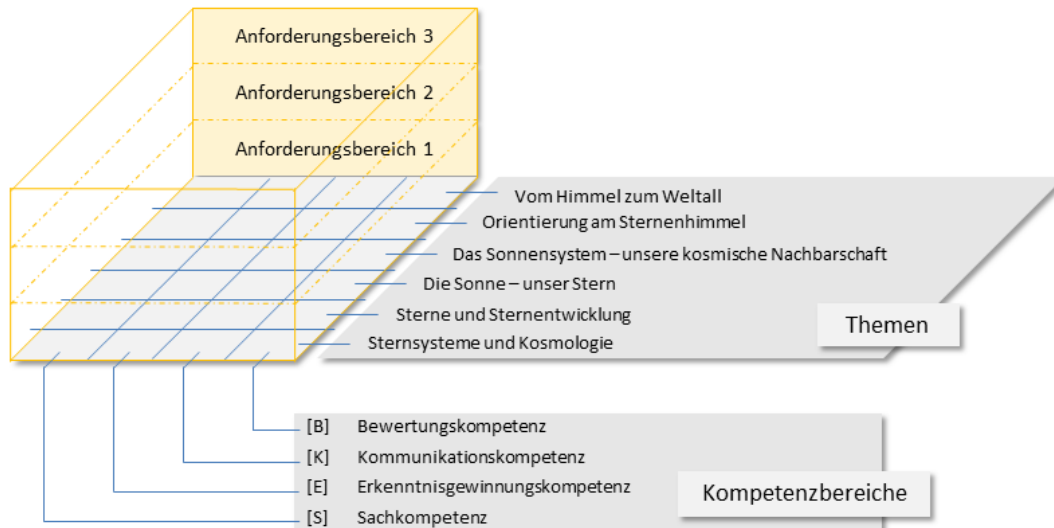 Anforderungsbereich 3
Anforderungsbereich 2
Anforderungsbereich 1
Vom Himmel zum Weltall
Orientierung am Sternenhimmel
Das Sonnensystem – unsere kosmische Nachbarschaft
Die Sonne – unser Stern
Sterne und Sternentwicklung
Sternsysteme und Kosmologie
Themen
[B] Bewertungskompetenz
[K] Kommunikationskompetenz
[E] Erkenntnisgewinnungskompetenz
[S] Sachkompetenz
Kompetenzbereiche